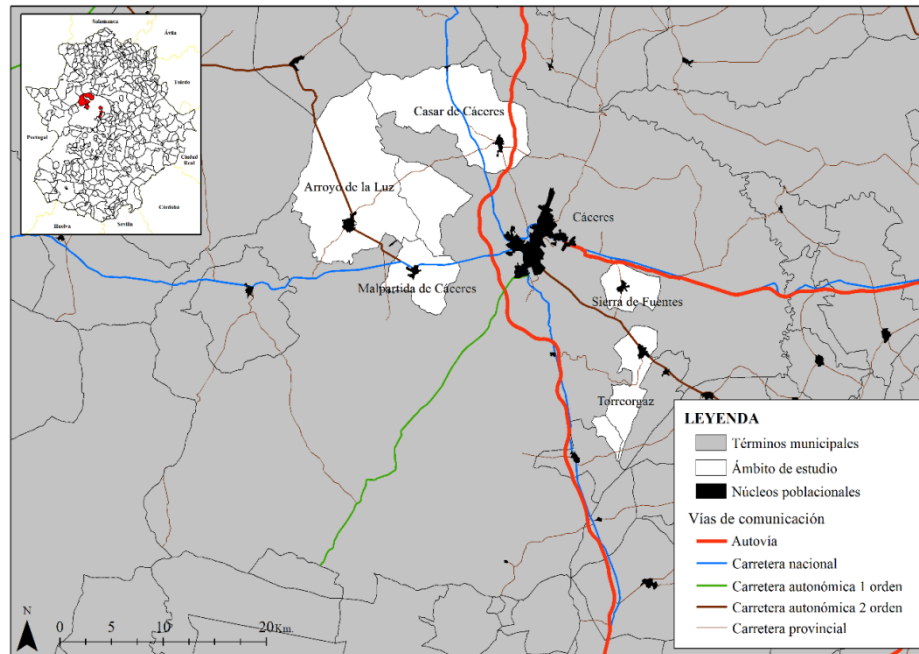 Salamanca
Ávila
Toledo
Portugal
Ciudad
Real
Córdoba
Huelva
Sevilla
Casar de Cáceres
Arroyo de la Luz
Cáceres
Malpartida de Cáceres
Sierra de Fuentes
Torreorgaz
N
0 5 10 20 Km.
LEYENDA
Términos municipales
Ámbito de estudio
Núcleos poblacionales
Vías de comunicación
Autovía
Carretera nacional
Carretera autonómica 1 orden
Carretera autonómica 2 orden
Carretera provincial